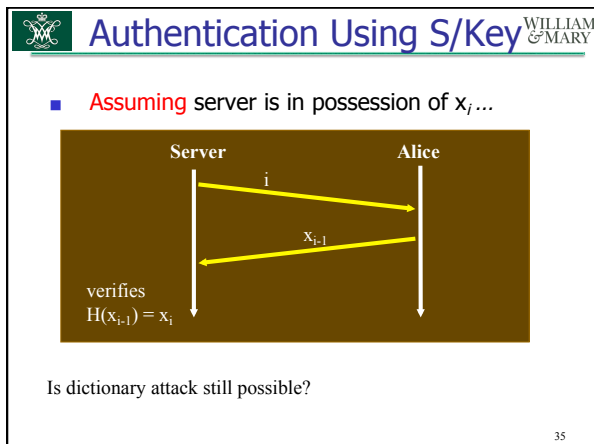 Authentication Using S/Key
WILLIAM
& MARY
■ Assuming server is in possession of xᵢ ...
Server Alice
i
xᵢ₋₁
verifies
H(xᵢ₋₁) = xᵢ
Is dictionary attack still possible?
35